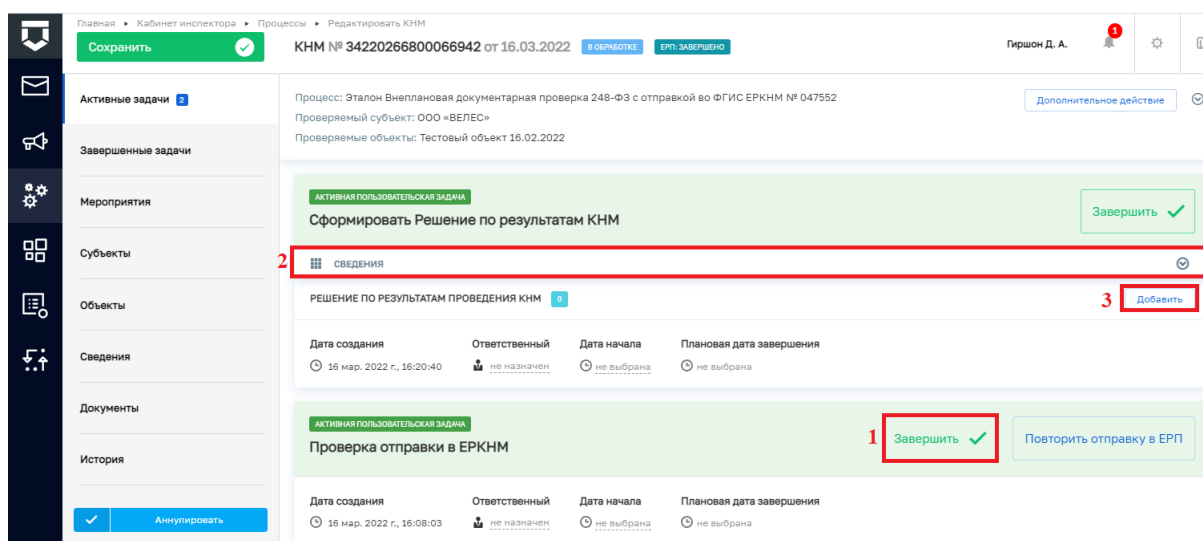 Главная ▸ Кабинет инспектора ▸ Процессы ▸ Редактировать КНМ
Сохранить
КНМ № 34220266800066942 от 16.03.2022 В ОБРАБОТКЕ ЕРП: ЗАВЕРШЕНО
Гиршон Д. А.
1
Активные задачи 2
Завершенные задачи
Мероприятия
Субъекты
Объекты
Сведения
Документы
История
Аннулировать
Процесс: Эталон Внеплановая документарная проверка 248-ФЗ с отправкой во ФГИС ЕРКНМ № 047552
Дополнительное действие
Проверяемый субъект: ООО «ВЕЛЕС»
Проверяемые объекты: Тестовый объект 16.02.2022
АКТИВНАЯ ПОЛЬЗОВАТЕЛЬСКАЯ ЗАДАЧА
Сформировать Решение по результатам КНМ
Завершить
2 СВЕДЕНИЯ
РЕШЕНИЕ ПО РЕЗУЛЬТАТАМ ПРОВЕДЕНИЯ КНМ 0
3 Добавить
Дата создания Ответственный Дата начала Плановая дата завершения
16 мар. 2022 г., 16:20:40 не назначен не выбрана не выбрана
АКТИВНАЯ ПОЛЬЗОВАТЕЛЬСКАЯ ЗАДАЧА
Проверка отправки в ЕРКНМ
1 Завершить
Повторить отправку в ЕРП
Дата создания Ответственный Дата начала Плановая дата завершения
16 мар. 2022 г., 16:08:03 не назначен не выбрана не выбрана